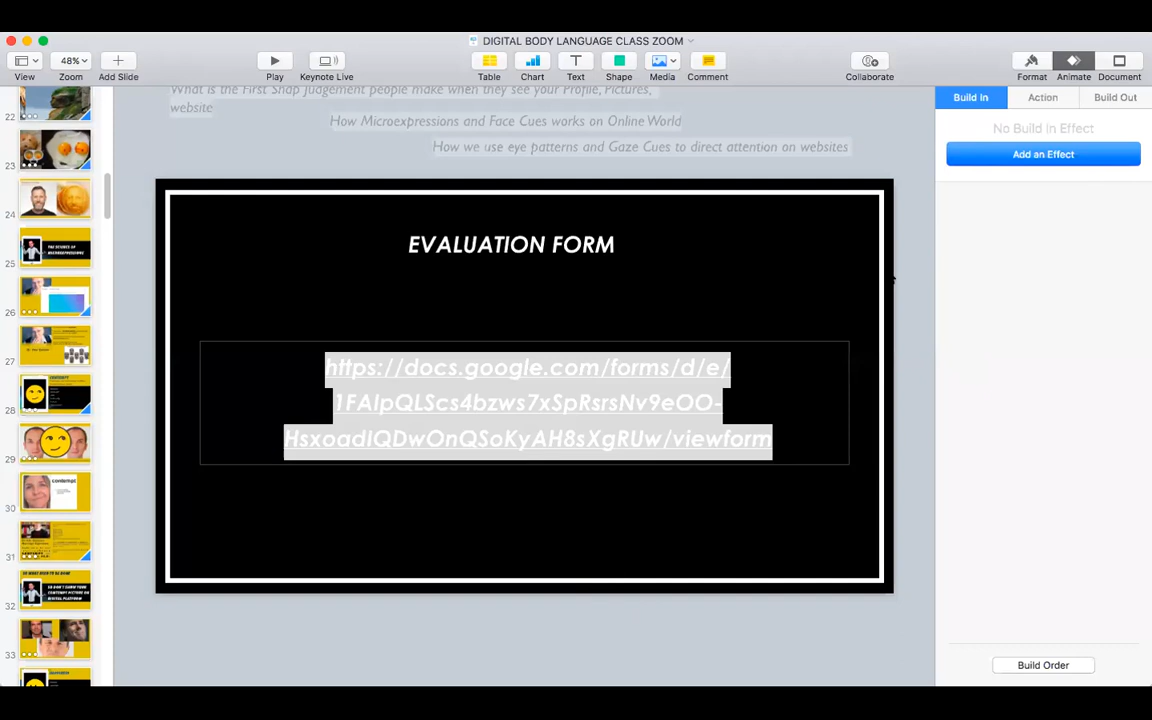 DIGITAL BODY LANGUAGE CLASS ZOOM
48%
View
Zoom
Add Slide
Play
Keynote Live
Table
Chart
Text
Shape
Media
Comment
Collaborate
Format
Animate
Document
Build In
Action
Build Out
No Build In Effect
Add an Effect
What is the First Snap Judgement people make when they see your Profile, Pictures,
website
How Microexpressions and Face Cues works on Online World
How we use eye patterns and Gaze Cues to direct attention on websites
EVALUATION FORM
https://docs.google.com/forms/d/e/
1FAIpQLScs4bzws7xSpRsrsNv9eOO-
HsxoadIQDwOnQSoKyAH8sXgRUw/viewform
22
23
24
25
26
27
28
29
30
31
32
33
contempt
Build Order